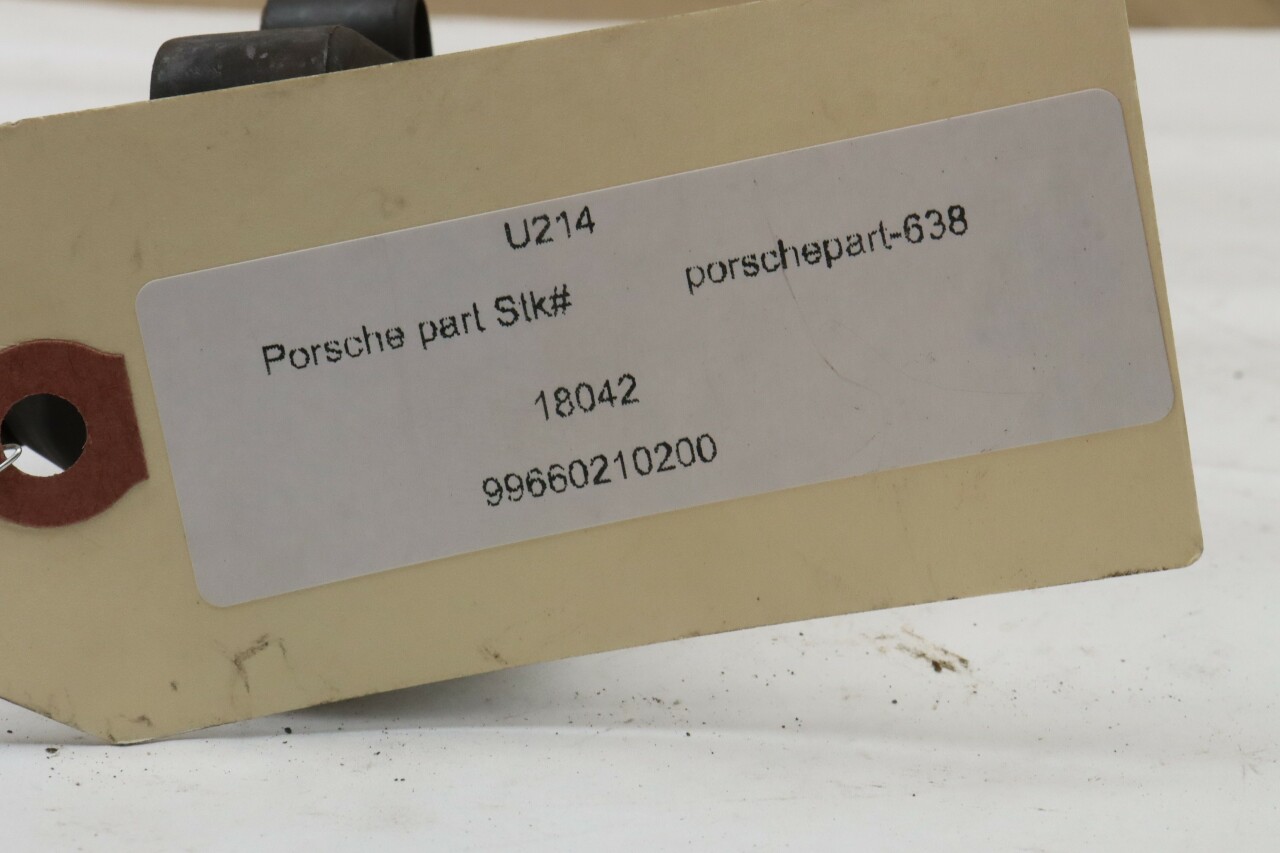 U214
Porsche part Stk# porschepart-638
18042
99660210200